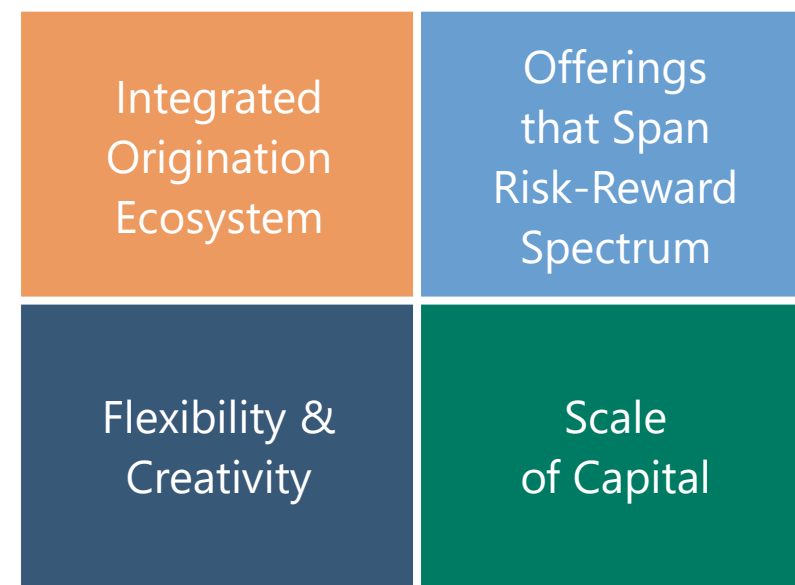 Integrated
Origination
Ecosystem
Offerings
that Span
Risk-Reward
Spectrum
Flexibility &
Creativity
Scale
of Capital